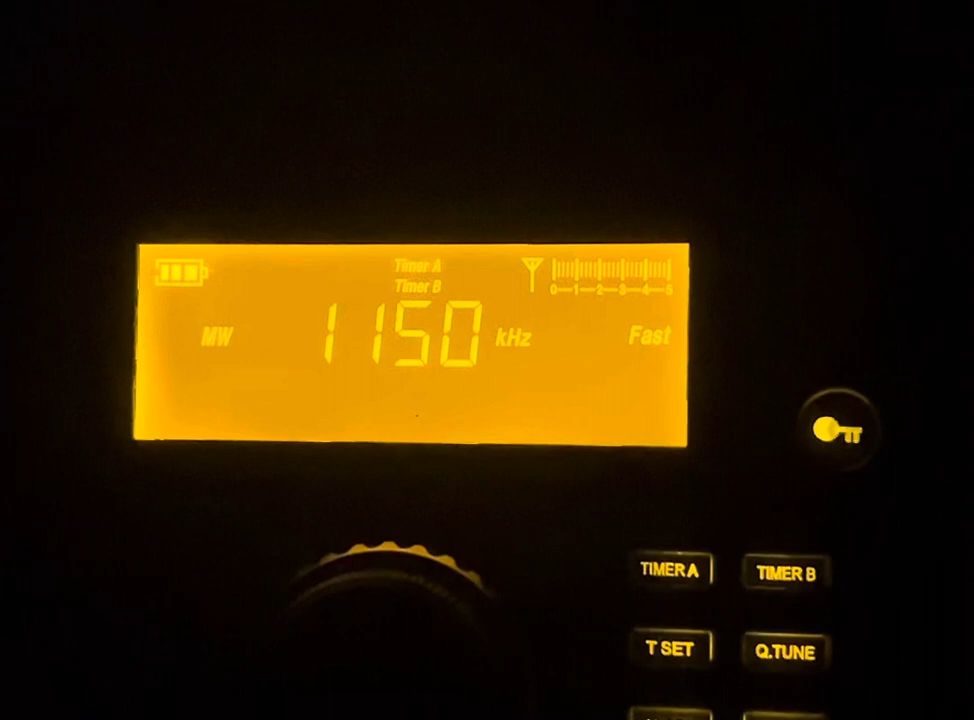 Timer A
Timer B
0 1 2 3 4 5
MW 1150 kHz Fast
TIMER A TIMER B
T SET Q.TUNE